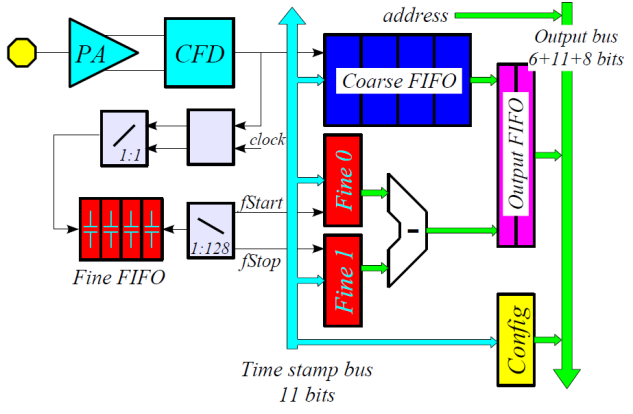 address
Output bus
6+11+8 bits
PA
CFD
Coarse FIFO
Output FIFO
clock
1:1
Fine 0
fStart
1:128
fStop
Fine FIFO
Fine 1
-
Config
Time stamp bus
11 bits